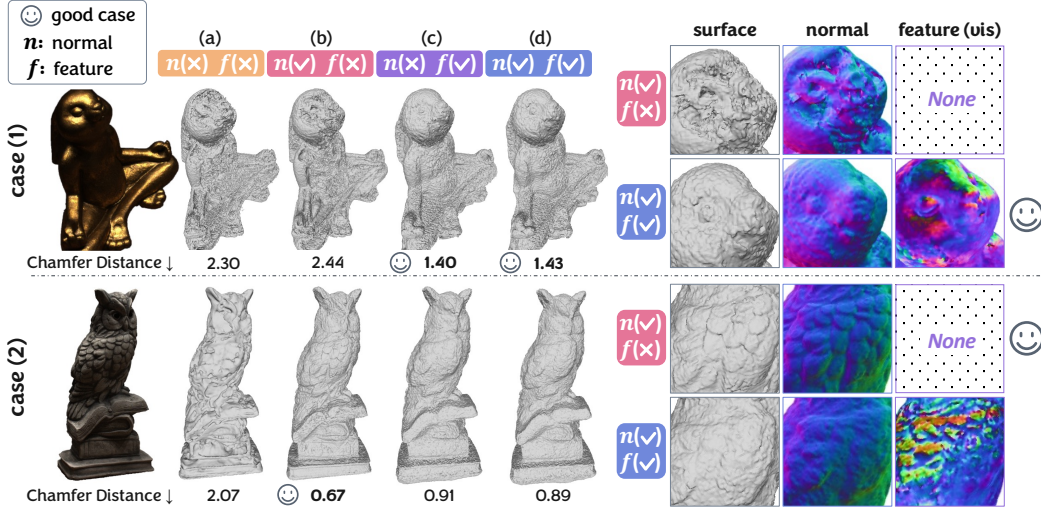 good case
n: normal
f: feature
(a) (b) (c) (d)
n(×) f(×) n(✓) f(×) n(×) f(✓) n(✓) f(✓)
case (1)
Chamfer Distance ↓ 2.30 2.44 1.40 1.43
case (2)
Chamfer Distance ↓ 2.07 0.67 0.91 0.89
surface normal feature (vis)
n(✓)
f(×)
None
n(✓)
f(✓)
n(✓)
f(×)
None
n(✓)
f(✓)